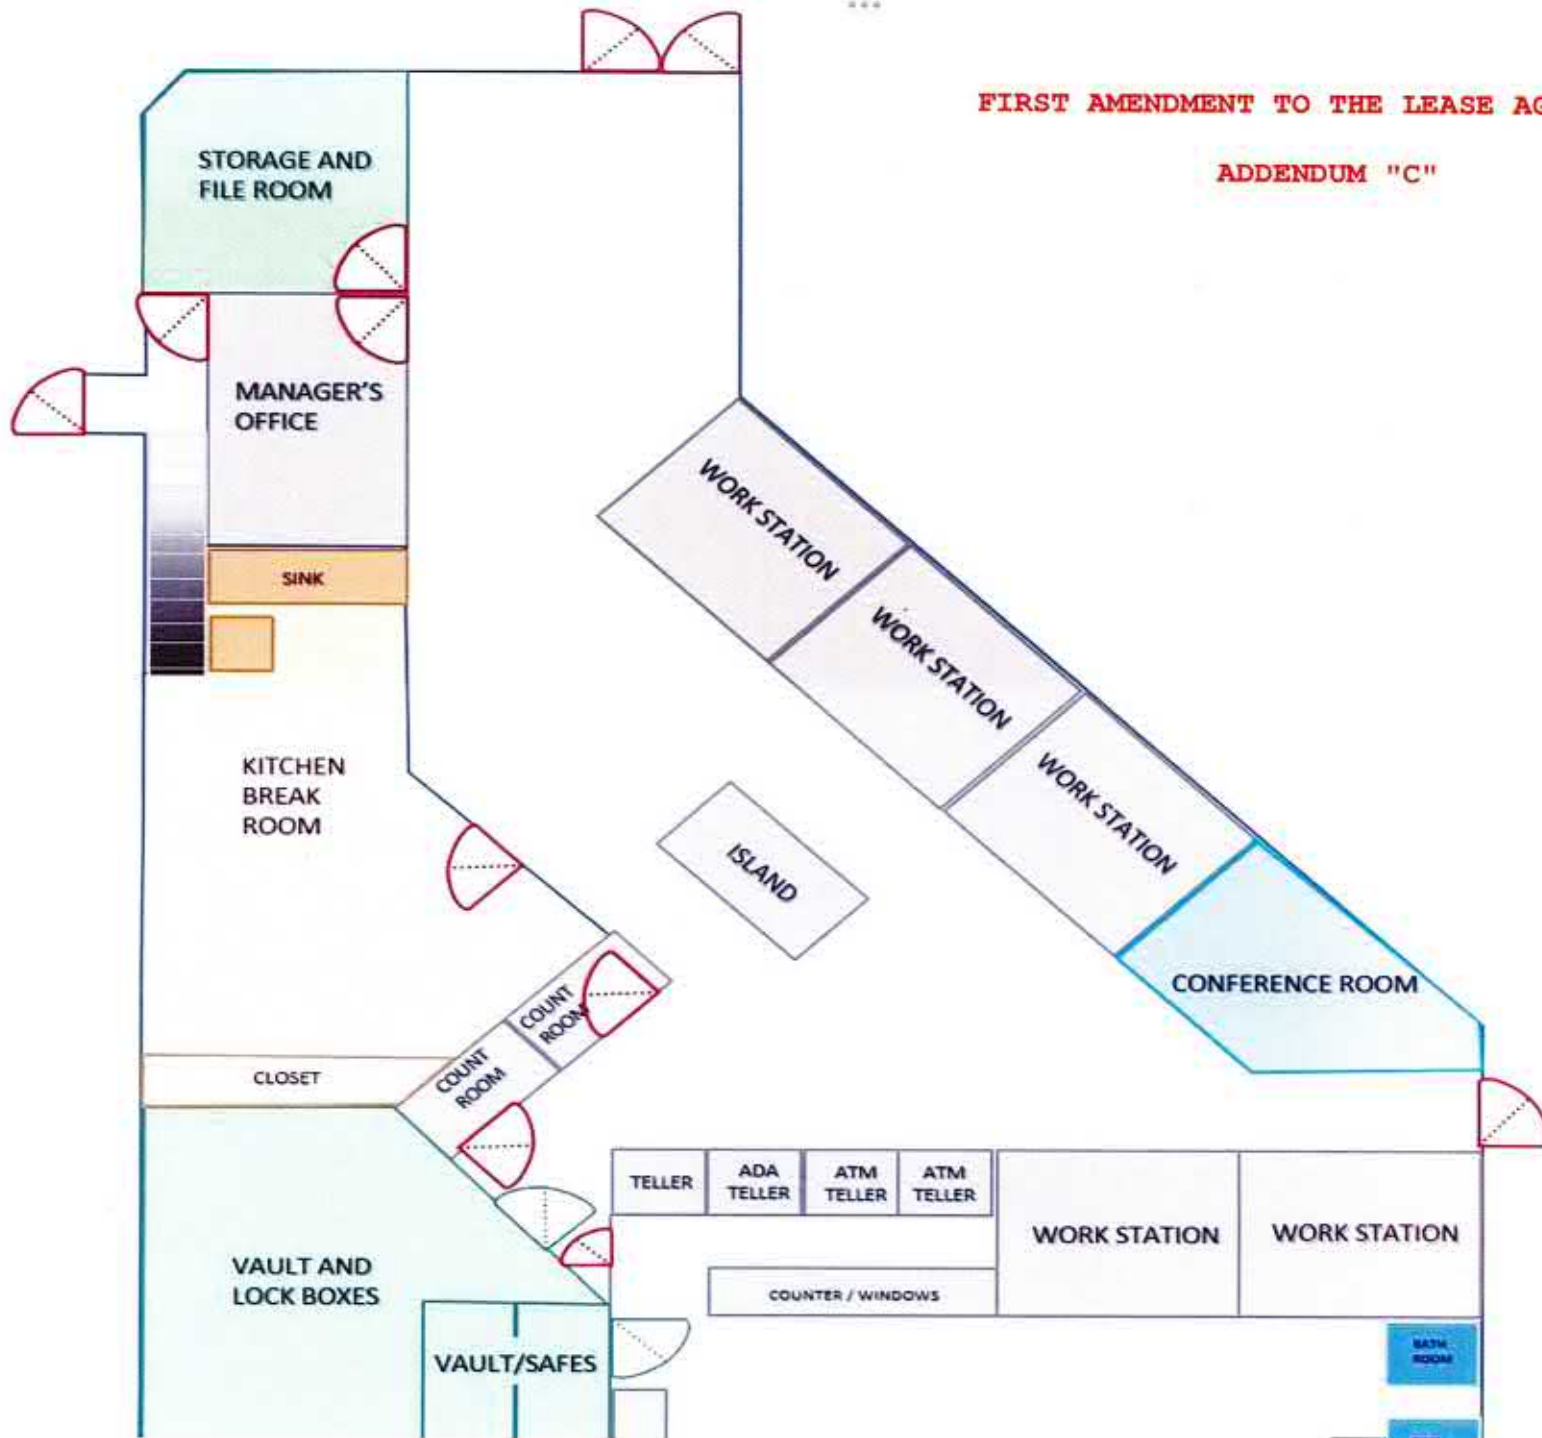 FIRST AMENDMENT TO THE LEASE
ADDENDUM "C"
STORAGE AND
FILE ROOM
MANAGER'S
OFFICE
SINK
WORK STATION
WORK STATION
WORK STATION
KITCHEN
BREAK
ROOM
ISLAND
CONFERENCE ROOM
COUNT
ROOM
COUNT
ROOM
CLOSET
TELLER
ADA
TELLER
ATM
TELLER
ATM
TELLER
WORK STATION
WORK STATION
VAULT AND
LOCK BOXES
COUNTER / WINDOWS
VAULT/SAFES
BATH
ROOM